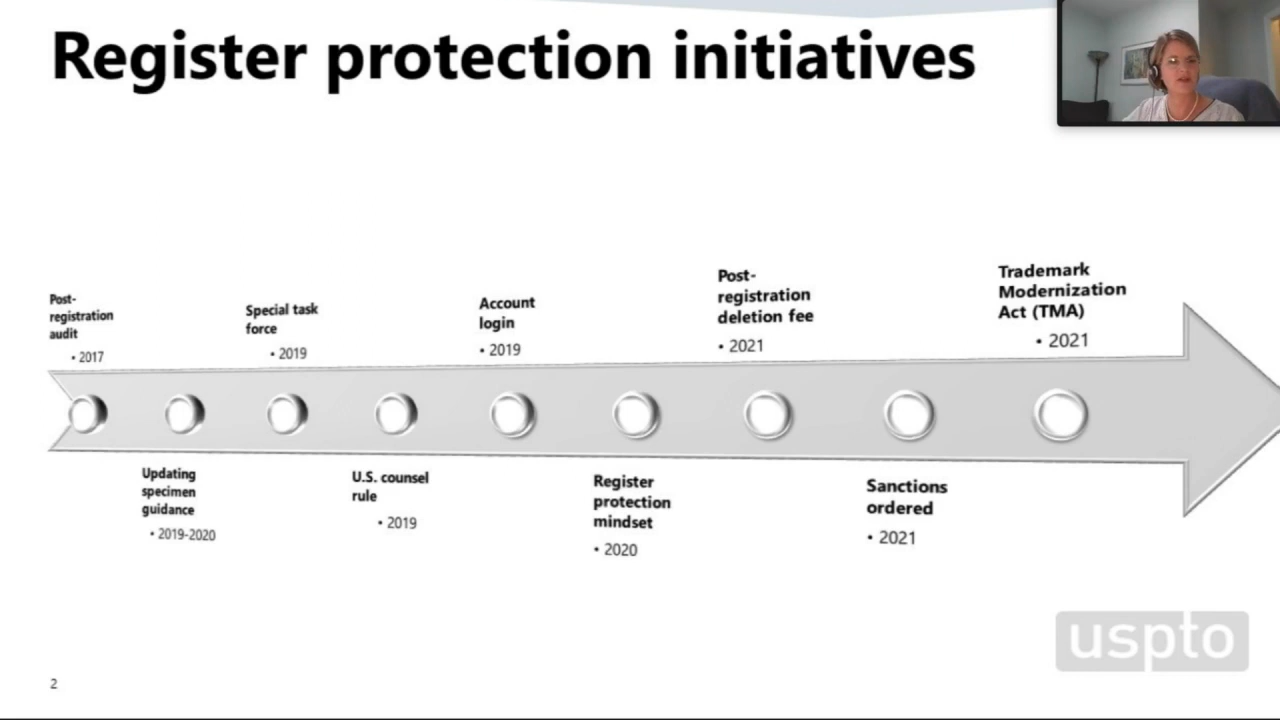 Register protection initiatives
Post-
registration
audit
• 2017
Updating
specimen
guidance
• 2019-2020
Special task
force
• 2019
U.S. counsel
rule
• 2019
Account
login
• 2019
Register
protection
mindset
• 2020
Post-
registration
deletion fee
• 2021
Sanctions
ordered
• 2021
Trademark
Modernization
Act (TMA)
• 2021
uspto
2